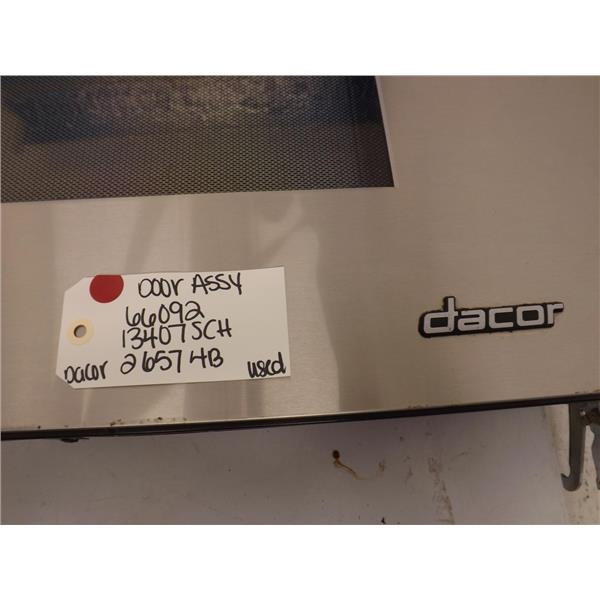 Door ASSY
66092
13407SCH
Dacor 26574B used
dacor